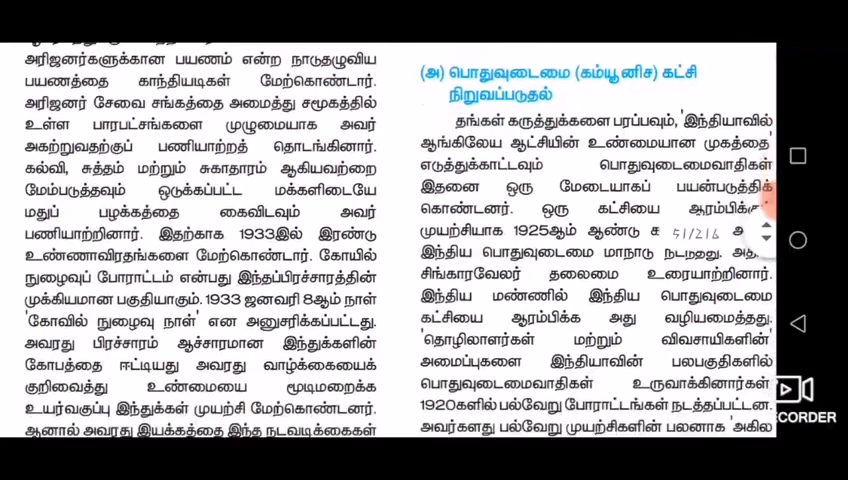 அரிஜனர்களுக்கான பயணம் என்ற நாடுதழுவிய
பயணத்தை காந்தியடிகள் மேற்கொண்டார்.
அரிஜனர் சேவை சங்கத்தை அமைத்து சமூகத்தில்
உள்ள பாரபட்சங்களை முழுமையாக அவர்
அகற்றுவதற்குப் பணியாற்றத் தொடங்கினார்.
கல்வி, சுத்தம் மற்றும் சுகாதாரம் ஆகியவற்றை
மேம்படுத்தவும் ஒடுக்கப்பட்ட மக்களிடையே
மதுப் பழக்கத்தை கைவிடவும் அவர்
பணியாற்றினார். இதற்காக 1933இல் இரண்டு
உண்ணாவிரதங்களை மேற்கொண்டார். கோயில்
நுழைவுப் போராட்டம் என்பது இந்தப்பிரச்சாரத்தின்
முக்கியமான பகுதியாகும். 1933 ஜனவரி 8ஆம் நாள்
'கோவில் நுழைவு நாள்' என அனுசரிக்கப்பட்டது.
அவரது பிரச்சாரம் ஆச்சாரமான இந்துக்களின்
கோபத்தை ஈட்டியது அவரது வாழ்க்கையைக்
குறிவைத்து உண்மையை மூடிமறைக்க
உயர்வகுப்பு இந்துக்கள் முயற்சி மேற்கொண்டனர்.
ஆனால் அவரது இயக்கத்தை இந்த நடவடிக்கைகள்
(அ) பொதுவுடைமை (கம்யூனிச) கட்சி
நிறுவப்படுதல்
தங்கள் கருத்துக்களை பரப்பவும், 'இந்தியாவில்
ஆங்கிலேய ஆட்சியின் உண்மையான முகத்தை'
எடுத்துக்காட்டவும் பொதுவுடைமைவாதிகள்
இதனை ஒரு மேடையாகப் பயன்படுத்திக்
கொண்டனர். ஒரு கட்சியை
முயற்சியாக 1925ஆம் ஆண்டு
51/216
இந்திய பொதுவுடைமை மாநாடு நடந்தது.
சிங்காரவேலர் தலைமை உரையாற்றினார்.
இந்திய மண்ணில் இந்திய பொதுவுடைமை
கட்சியை ஆரம்பிக்க அது வழியமைத்தது.
'தொழிலாளர்கள் மற்றும் விவசாயிகளின்'
அமைப்புகளை இந்தியாவின் பலபகுதிகளில்
பொதுவுடைமைவாதிகள் உருவாக்கினார்கள்
1920களில் பல்வேறு போராட்டங்கள் நடத்தப்பட்டன.
அவர்களது பல்வேறு முயற்சிகளின் பலனாக 'அகில
CORDER